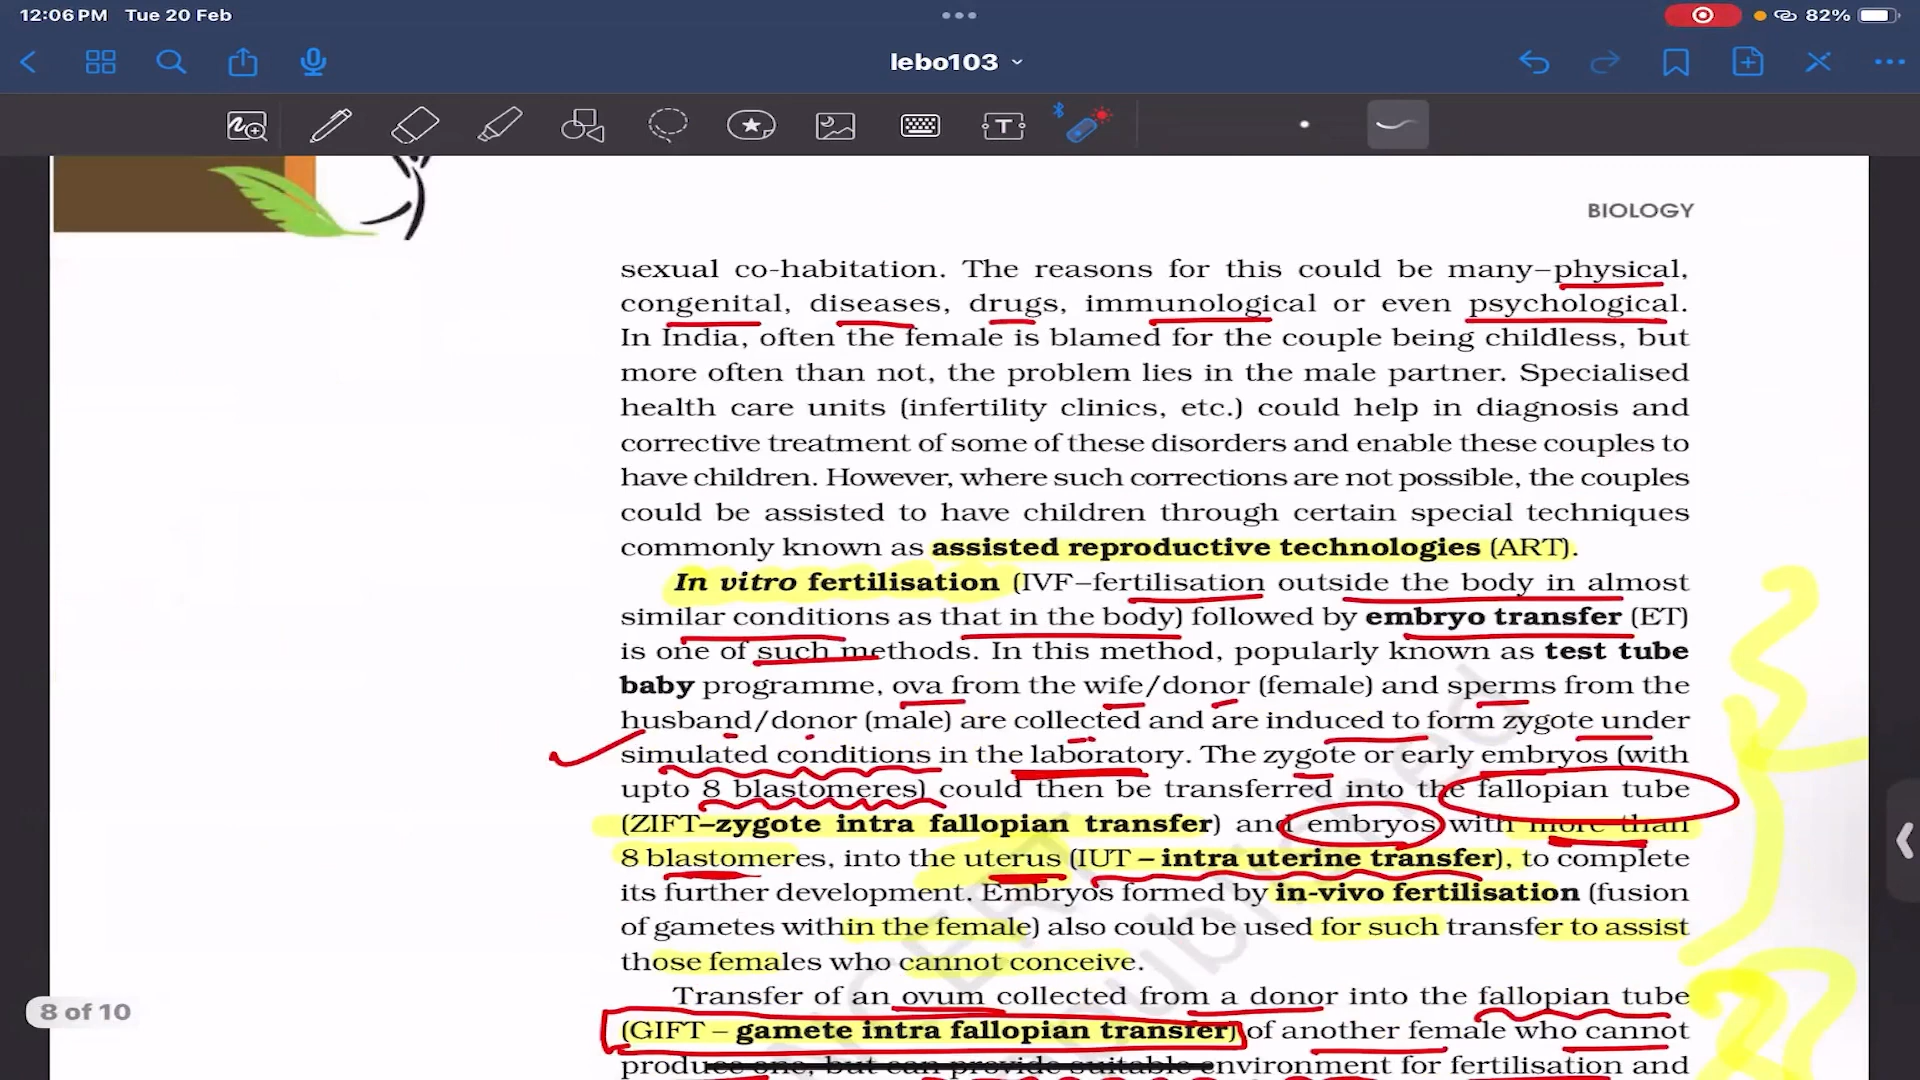 12:06 PM Tue 20 Feb
82%
lebo103
BIOLOGY
sexual co-habitation. The reasons for this could be many–physical,
congenital, diseases, drugs, immunological or even psychological.
In India, often the female is blamed for the couple being childless, but
more often than not, the problem lies in the male partner. Specialised
health care units (infertility clinics, etc.) could help in diagnosis and
corrective treatment of some of these disorders and enable these couples to
have children. However, where such corrections are not possible, the couples
could be assisted to have children through certain special techniques
commonly known as assisted reproductive technologies (ART).
In vitro fertilisation (IVF–fertilisation outside the body in almost
similar conditions as that in the body) followed by embryo transfer (ET)
is one of such methods. In this method, popularly known as test tube
baby programme, ova from the wife/donor (female) and sperms from the
husband/donor (male) are collected and are induced to form zygote under
simulated conditions in the laboratory. The zygote or early embryos (with
upto 8 blastomeres) could then be transferred into the fallopian tube
(ZIFT–zygote intra fallopian transfer) and embryos with more than
8 blastomeres, into the uterus (IUT – intra uterine transfer), to complete
its further development. Embryos formed by in-vivo fertilisation (fusion
of gametes within the female) also could be used for such transfer to assist
those females who cannot conceive.
Transfer of an ovum collected from a donor into the fallopian tube
(GIFT – gamete intra fallopian transfer) of another female who cannot
produce one, but can provide suitable environment for fertilisation and
8 of 10